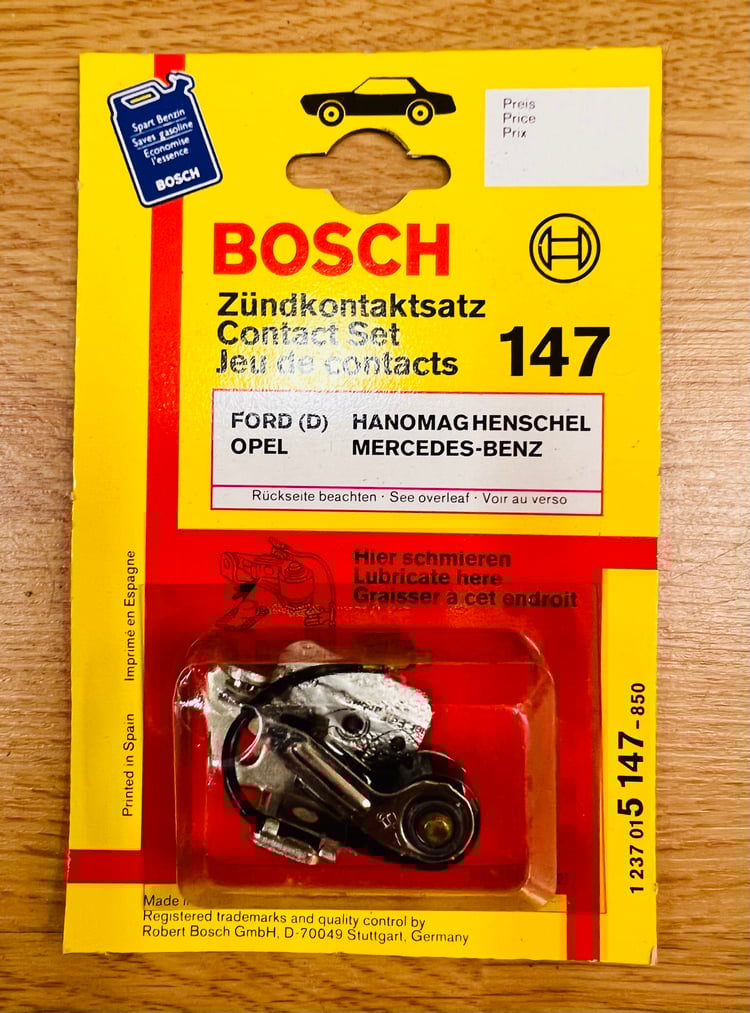 Spart Benzin
Saves gasoline
Economise
l'essence
BOSCH
Preis
Price
Prix
BOSCH
Zündkontaktsatz
Contact Set
Jeu de contacts
147
FORD (D) HANOMAG HENSCHEL
OPEL MERCEDES-BENZ
Rückseite beachten · See overleaf · Voir au verso
Hier schmieren
Lubricate here
Graisser à cet endroit
Printed in Spain Imprimé en Espagne
1 237 015 147 - 850
Made
Registered trademarks and quality control by
Robert Bosch GmbH, D-70049 Stuttgart, Germany